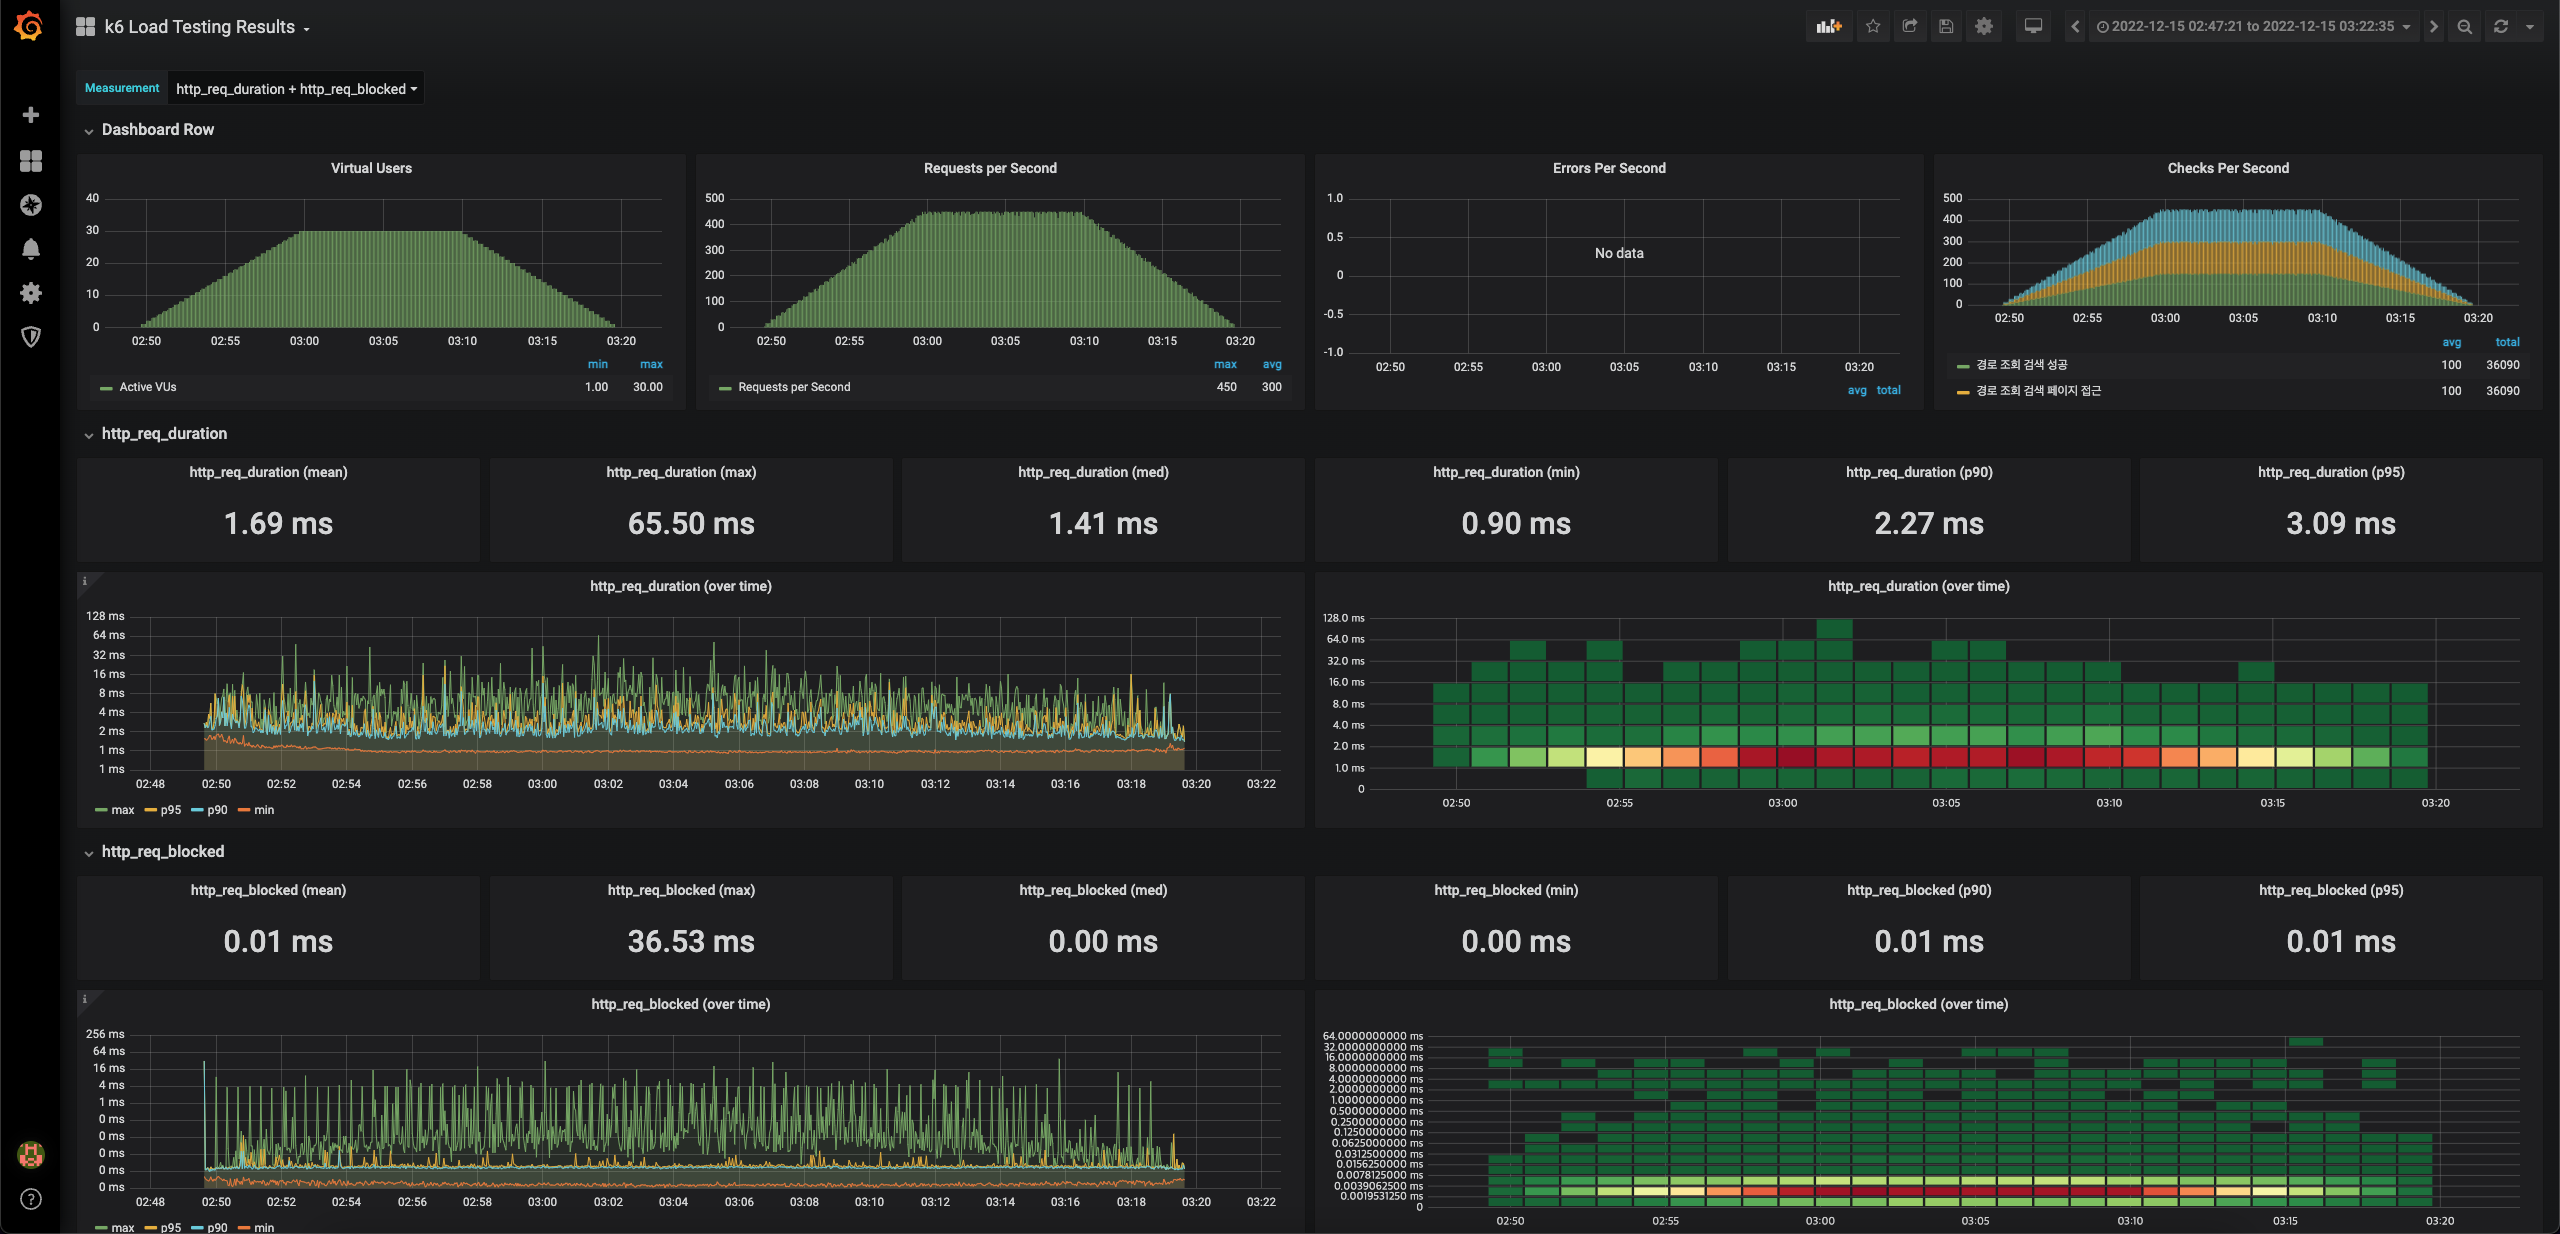 k6 Load Testing Results
2022-12-15 02:47:21 to 2022-12-15 03:22:35
Measurement http_req_duration + http_req_blocked
Dashboard Row
Virtual Users
40
30
20
10
0
02:50 02:55 03:00 03:05 03:10 03:15 03:20
min max
Active VUs 1.00 30.00
Requests per Second
500
400
300
200
100
0
02:50 02:55 03:00 03:05 03:10 03:15 03:20
max avg
Requests per Second 450 300
Errors Per Second
1.0
0.5
0
-0.5
-1.0
No data
02:50 02:55 03:00 03:05 03:10 03:15 03:20
avg total
Checks Per Second
500
400
300
200
100
0
02:50 02:55 03:00 03:05 03:10 03:15 03:20
avg total
경로 조회 검색 성공 100 36090
경로 조회 검색 페이지 접근 100 36090
http_req_duration
http_req_duration (mean)
1.69 ms
http_req_duration (max)
65.50 ms
http_req_duration (med)
1.41 ms
http_req_duration (min)
0.90 ms
http_req_duration (p90)
2.27 ms
http_req_duration (p95)
3.09 ms
http_req_duration (over time)
128 ms
64 ms
32 ms
16 ms
8 ms
4 ms
2 ms
1 ms
1 ms
02:48 02:50 02:52 02:54 02:56 02:58 03:00 03:02 03:04 03:06 03:08 03:10 03:12 03:14 03:16 03:18 03:20 03:22
max p95 p90 min
http_req_duration (over time)
128.0 ms
64.0 ms
32.0 ms
16.0 ms
8.0 ms
4.0 ms
2.0 ms
1.0 ms
0
02:50 02:55 03:00 03:05 03:10 03:15 03:20
http_req_blocked
http_req_blocked (mean)
0.01 ms
http_req_blocked (max)
36.53 ms
http_req_blocked (med)
0.00 ms
http_req_blocked (min)
0.00 ms
http_req_blocked (p90)
0.01 ms
http_req_blocked (p95)
0.01 ms
http_req_blocked (over time)
256 ms
64 ms
16 ms
4 ms
1 ms
0 ms
0 ms
0 ms
0 ms
0 ms
02:48 02:50 02:52 02:54 02:56 02:58 03:00 03:02 03:04 03:06 03:08 03:10 03:12 03:14 03:16 03:18 03:20 03:22
max p95 p90 min
http_req_blocked (over time)
64.0000000000 ms
32.0000000000 ms
16.0000000000 ms
8.0000000000 ms
4.0000000000 ms
2.0000000000 ms
1.0000000000 ms
0.5000000000 ms
0.2500000000 ms
0.1250000000 ms
0.0625000000 ms
0.0312500000 ms
0.0156250000 ms
0.0078125000 ms
0.0039062500 ms
0.0019531250 ms
0
02:50 02:55 03:00 03:05 03:10 03:15 03:20